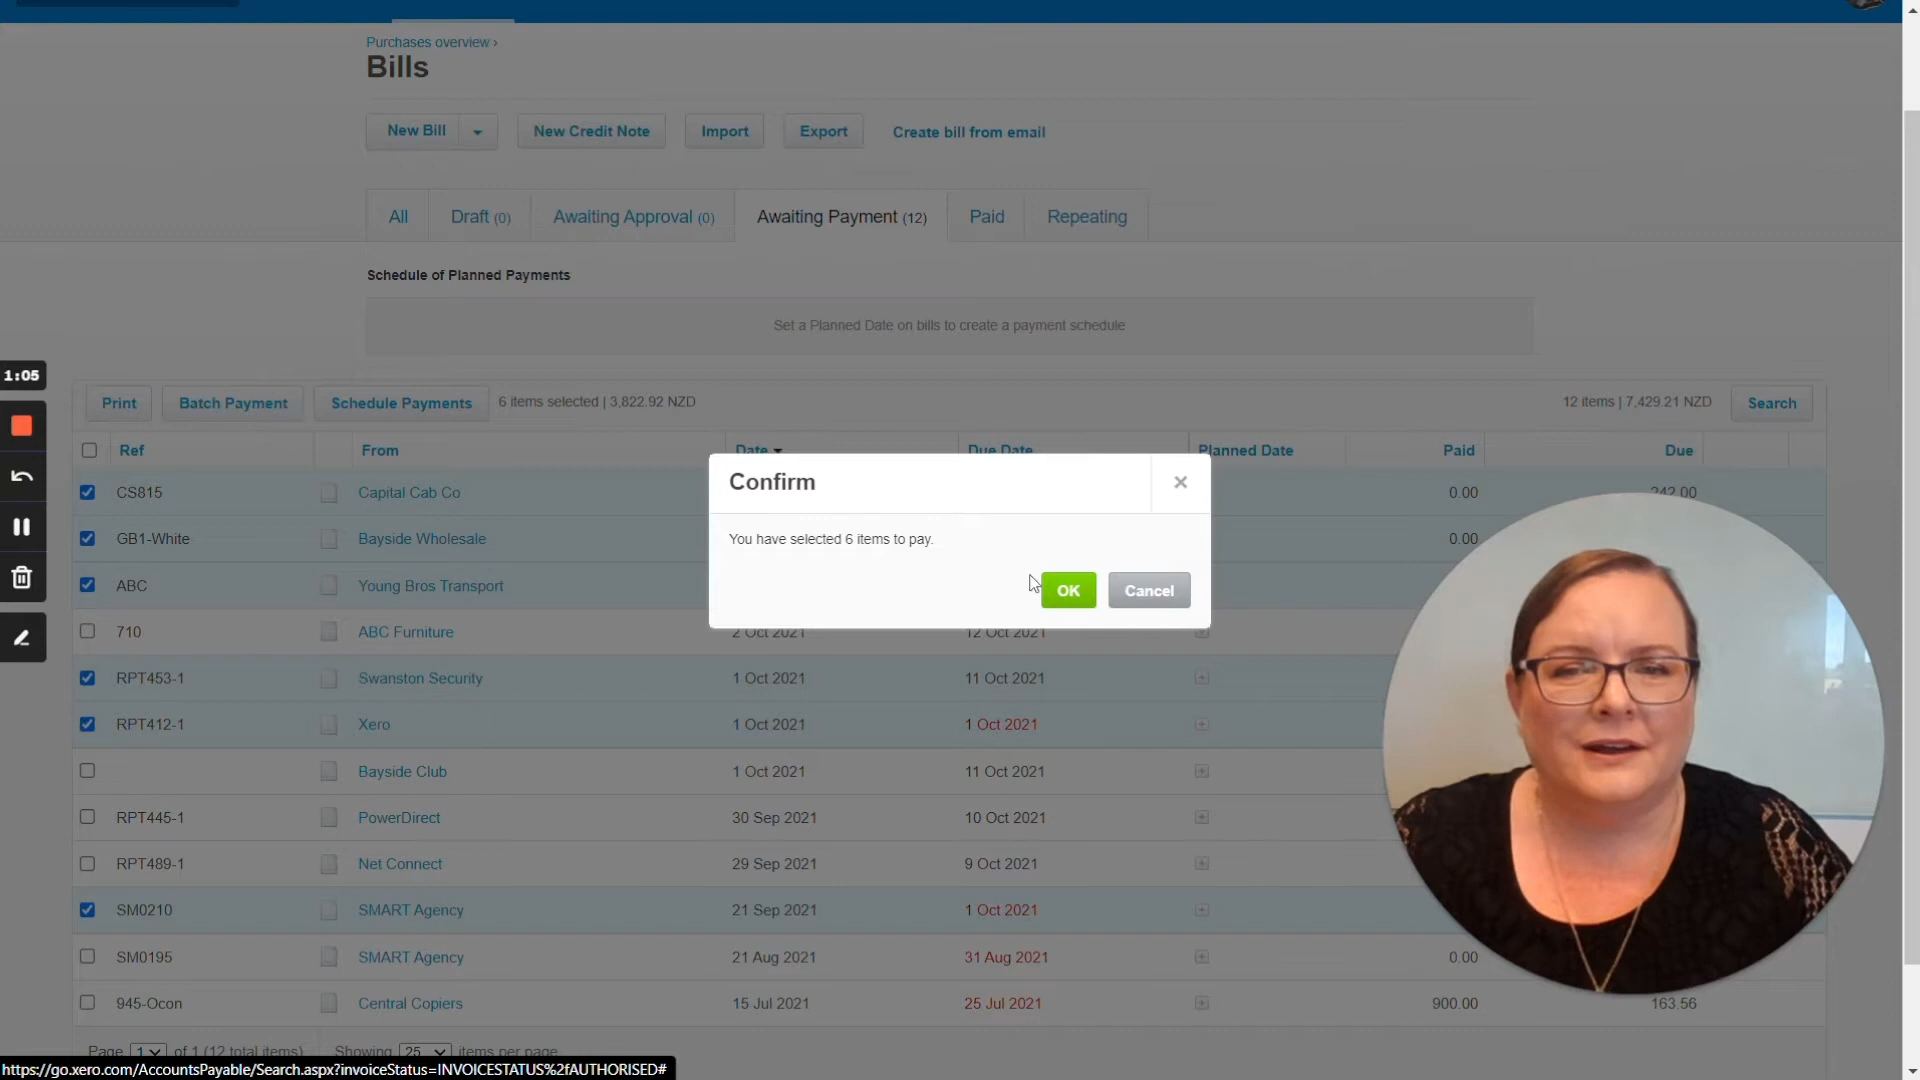 Purchases overview ›
Bills
New Bill
New Credit Note
Import
Export
Create bill from email
All
Draft (0)
Awaiting Approval (0)
Awaiting Payment (12)
Paid
Repeating
Schedule of Planned Payments
Set a Planned Date on bills to create a payment schedule
1:05
Print
Batch Payment
Schedule Payments
6 items selected | 3,822.92 NZD
12 items | 7,429.21 NZD
Search
Ref From Date Due Date Planned Date Paid Due
Confirm
You have selected 6 items to pay.
OK
Cancel
CS815 Capital Cab Co 0.00 242.00
GB1-White Bayside Wholesale 0.00
ABC Young Bros Transport
710 ABC Furniture 2 Oct 2021 12 Oct 2021
RPT453-1 Swanston Security 1 Oct 2021 11 Oct 2021
RPT412-1 Xero 1 Oct 2021 1 Oct 2021
Bayside Club 1 Oct 2021 11 Oct 2021
RPT445-1 PowerDirect 30 Sep 2021 10 Oct 2021
RPT489-1 Net Connect 29 Sep 2021 9 Oct 2021
SM0210 SMART Agency 21 Sep 2021 1 Oct 2021
SM0195 SMART Agency 21 Aug 2021 31 Aug 2021 0.00
945-Ocon Central Copiers 15 Jul 2021 25 Jul 2021 900.00 163.56
Page 1 of 1 (12 total items) Showing 25 items per page
https://go.xero.com/AccountsPayable/Search.aspx?invoiceStatus=INVOICESTATUS%2fAUTHORISED#